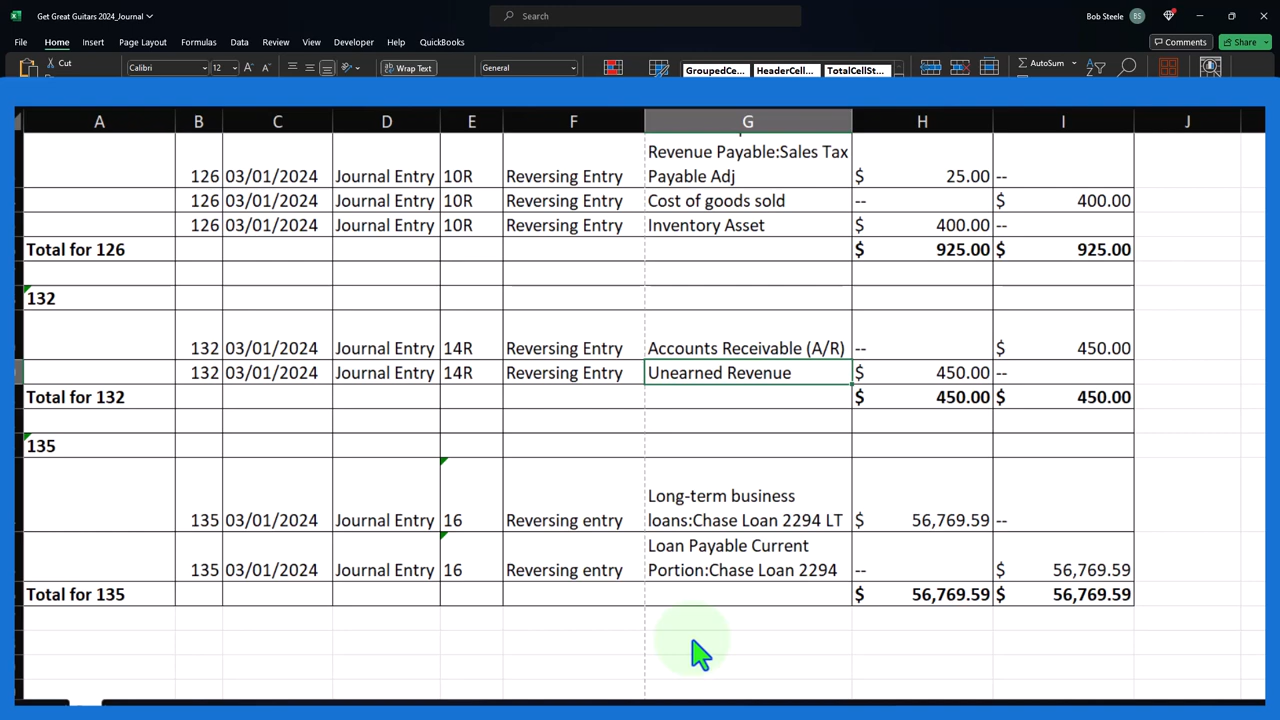 Get Great Guitars 2024_Journal
Search
Bob Steele BS
File Home Insert Page Layout Formulas Data Review View Developer Help QuickBooks Comments Share
Cut Calibri 12 A A Wrap Text General GroupedCe... HeaderCell... TotalCellSt... AutoSum
A B C D E F G H I J
Revenue Payable:Sales Tax
126 03/01/2024 Journal Entry 10R Reversing Entry Payable Adj $ 25.00 --
126 03/01/2024 Journal Entry 10R Reversing Entry Cost of goods sold -- $ 400.00
126 03/01/2024 Journal Entry 10R Reversing Entry Inventory Asset $ 400.00 --
Total for 126 $ 925.00 $ 925.00
132
132 03/01/2024 Journal Entry 14R Reversing Entry Accounts Receivable (A/R) -- $ 450.00
132 03/01/2024 Journal Entry 14R Reversing Entry Unearned Revenue $ 450.00 --
Total for 132 $ 450.00 $ 450.00
135
Long-term business
135 03/01/2024 Journal Entry 16 Reversing entry loans:Chase Loan 2294 LT $ 56,769.59 --
Loan Payable Current
135 03/01/2024 Journal Entry 16 Reversing entry Portion:Chase Loan 2294 -- $ 56,769.59
Total for 135 $ 56,769.59 $ 56,769.59